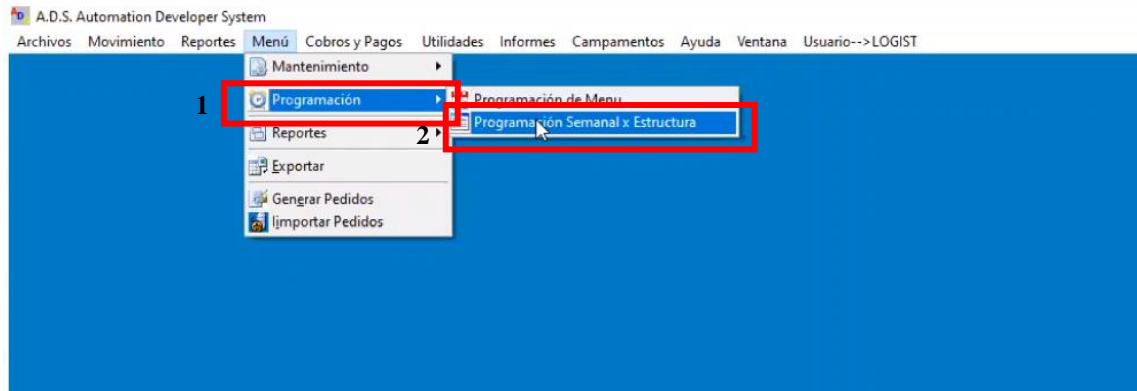 A.D.S. Automation Developer System
Archivos Movimiento Reportes Menú Cobros y Pagos Utilidades Informes Campamentos Ayuda Ventana Usuario-->LOGIST
Mantenimiento
1 Programación Programación de Menu
Programación Semanal x Estructura
Reportes 2
Exportar
Generar Pedidos
Iimportar Pedidos